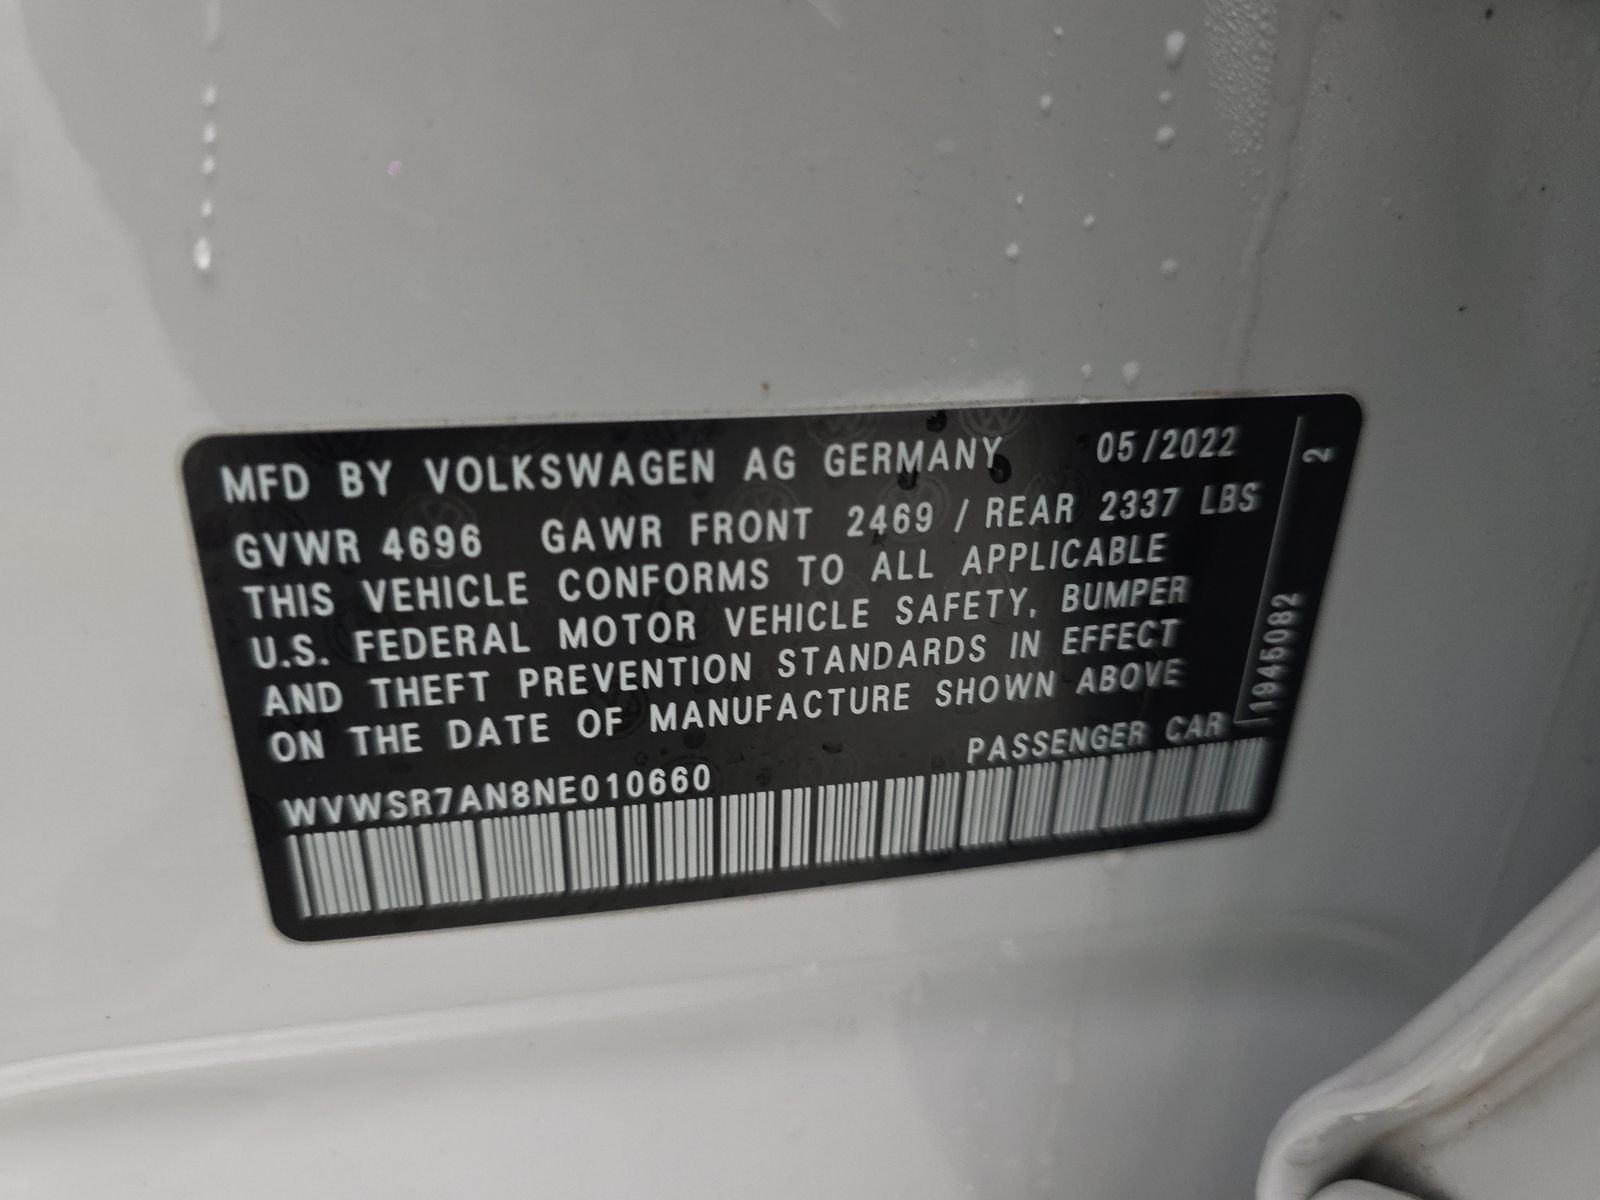 MFD BY VOLKSWAGEN AG GERMANY 05/2022
GVWR 4696 GAWR FRONT 2469 / REAR 2337 LBS
THIS VEHICLE CONFORMS TO ALL APPLICABLE
U.S. FEDERAL MOTOR VEHICLE SAFETY, BUMPER
AND THEFT PREVENTION STANDARDS IN EFFECT
ON THE DATE OF MANUFACTURE SHOWN ABOVE
WVWSR7AN8NE010660 PASSENGER CAR
1945082 2